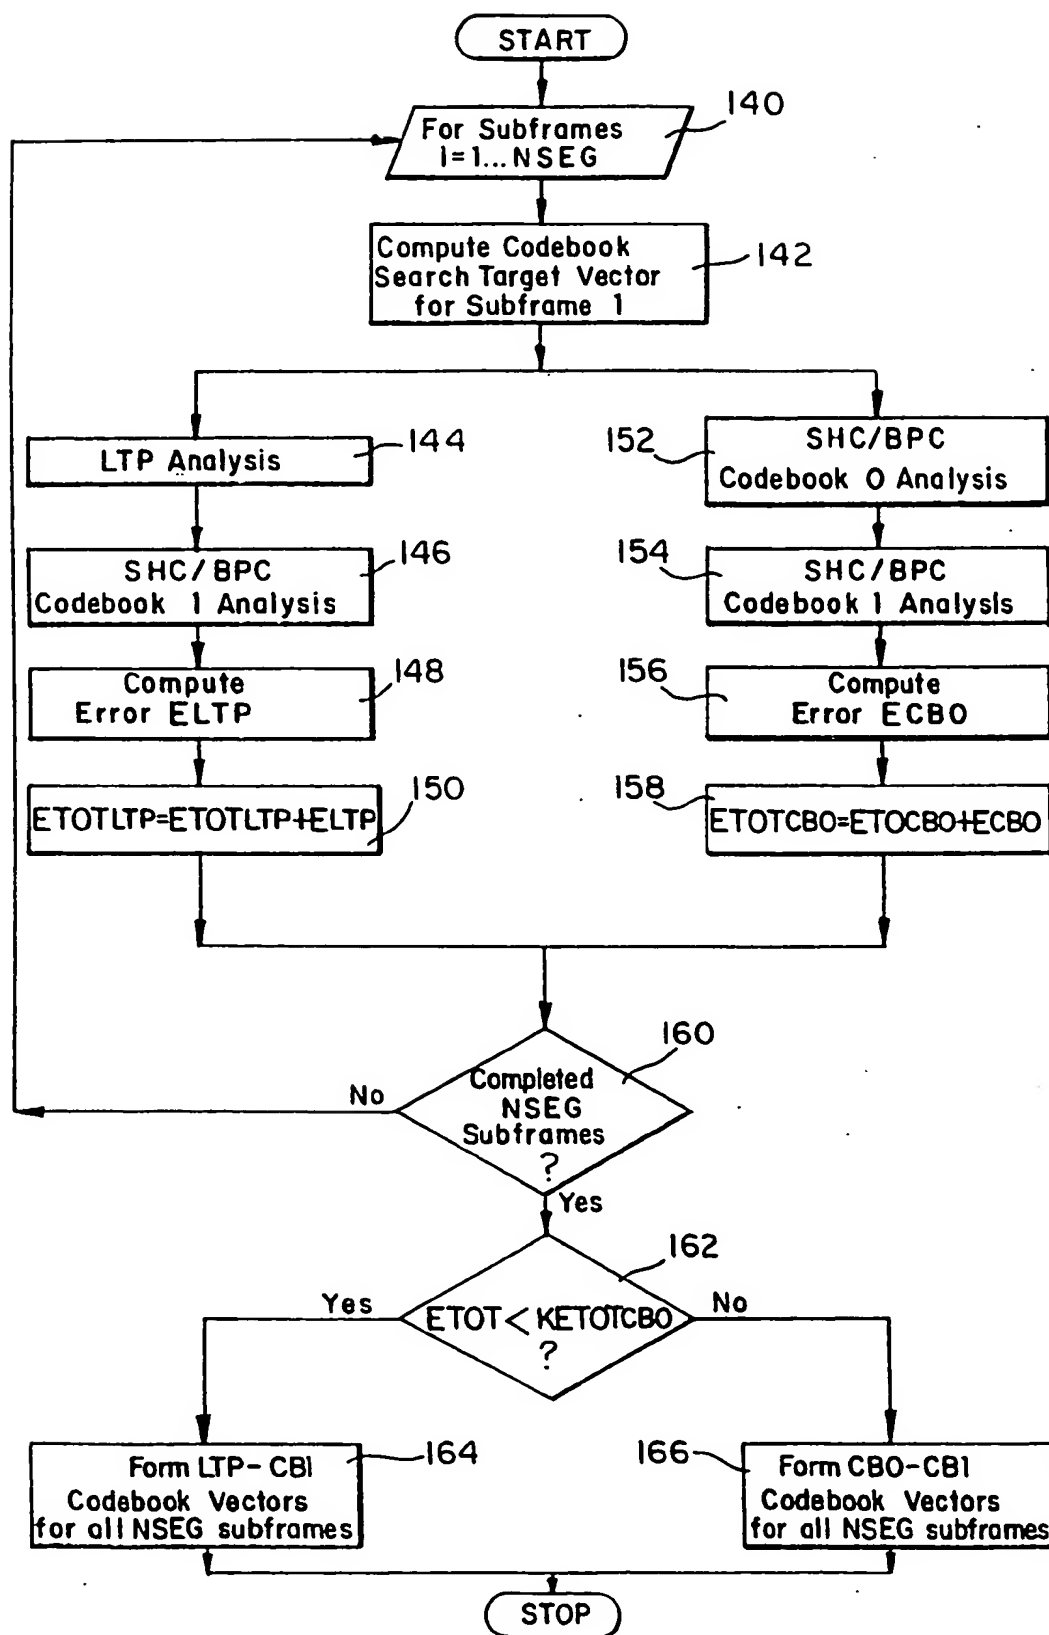 START
For Subframes
1=1...NSEG
140
Compute Codebook
Search Target Vector
for Subframe 1
142
LTP Analysis
144
152
SHC/BPC
Codebook 0 Analysis
SHC/BPC
Codebook 1 Analysis
146
154
SHC/BPC
Codebook 1 Analysis
Compute
Error ELTP
148
156
Compute
Error ECBO
ETOTLTP=ETOTLTP+ELTP
150
158
ETOTCBO=ETOCBO+ECBO
160
Completed
NSEG
Subframes
?
No
Yes
162
ETOT<KETOTCBO
?
Yes
No
Form LTP-CB1
Codebook Vectors
for all NSEG subframes
164
166
Form CBO-CB1
Codebook Vectors
for all NSEG subframes
STOP